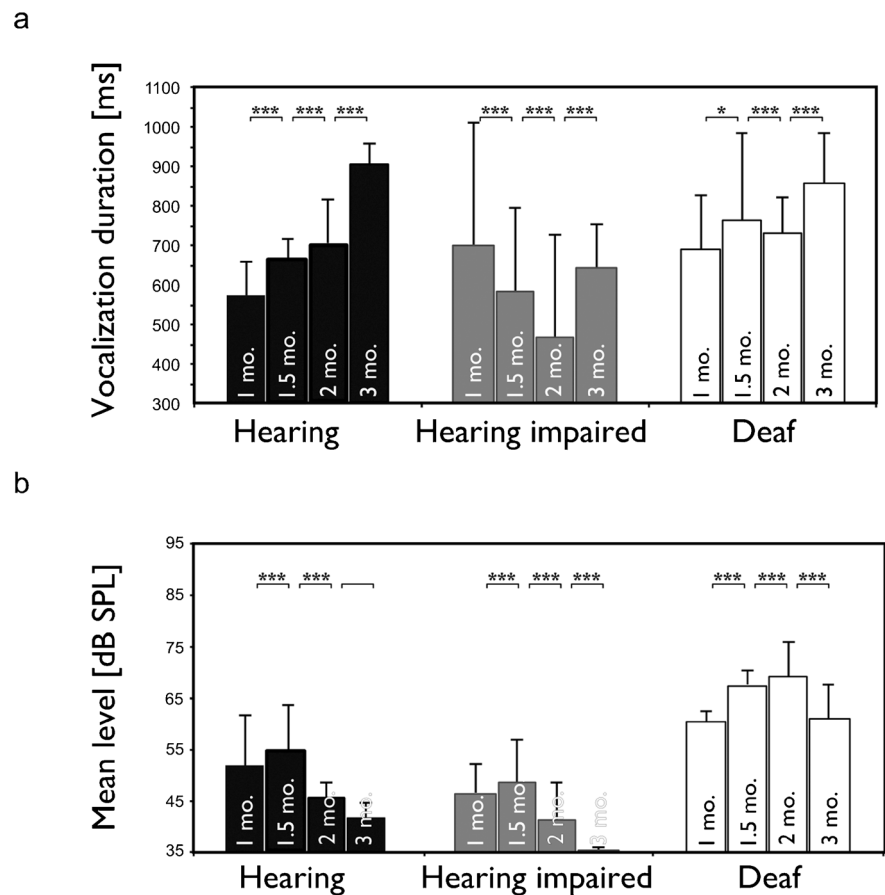 a
Vocalization duration [ms]
1100
1000
900
800
700
600
500
400
300
*** *** ***
*** *** ***
* *** ***
1 mo. 1.5 mo. 2 mo. 3 mo.
1 mo. 1.5 mo. 2 mo. 3 mo.
1 mo. 1.5 mo. 2 mo. 3 mo.
Hearing Hearing impaired Deaf
b
Mean level [dB SPL]
95
85
75
65
55
45
35
*** ***
*** *** ***
*** *** ***
1 mo. 1.5 mo. 2 mo. 3 mo.
1 mo. 1.5 mo. 2 mo. 3 mo.
1 mo. 1.5 mo. 2 mo. 3 mo.
Hearing Hearing impaired Deaf